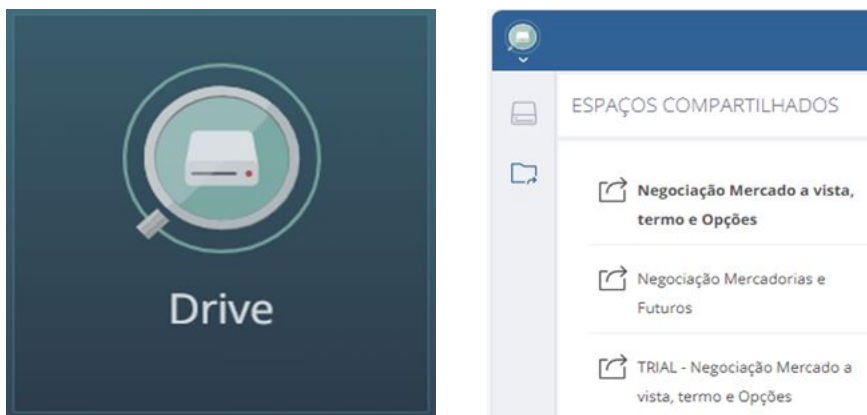 Drive
ESPAÇOS COMPARTILHADOS
Negociação Mercado a vista,
termo e Opções
Negociação Mercadorias e
Futuros
TRIAL - Negociação Mercado a
vista, termo e Opções